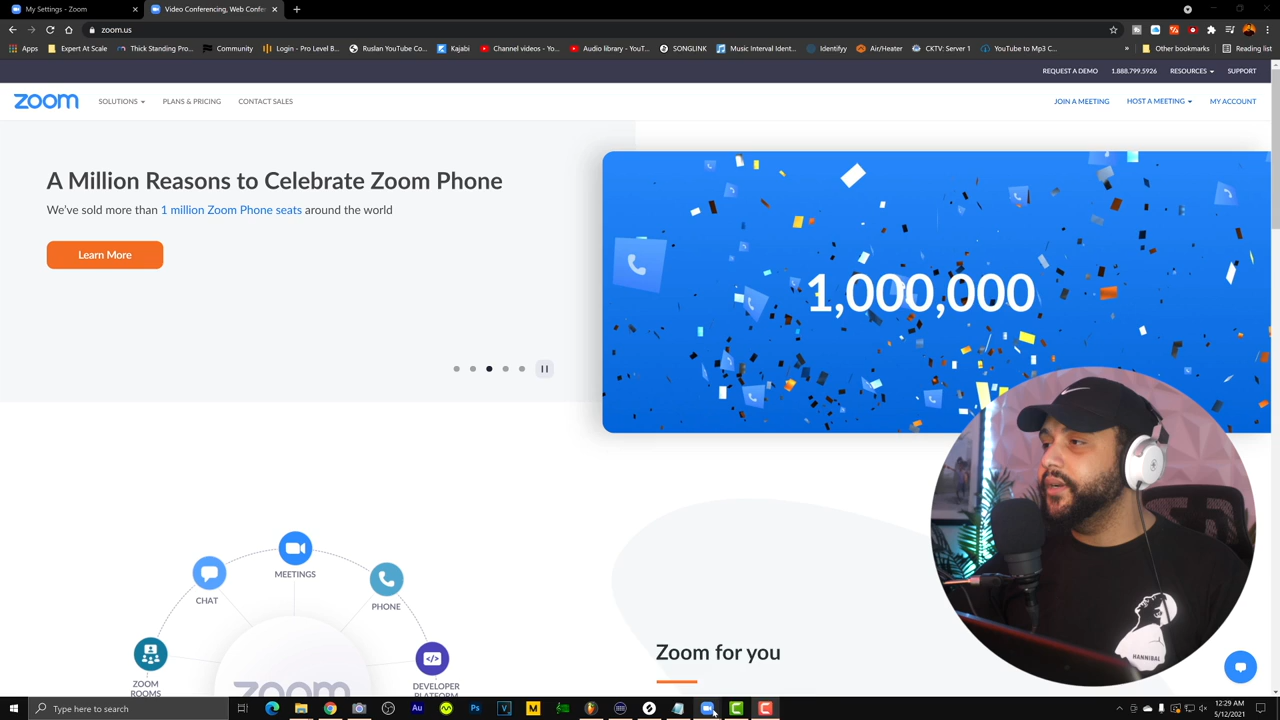 My Settings - Zoom
Video Conferencing, Web Confe
zoom.us
Apps
Expert At Scale
Thick Standing Pro...
Community
Login - Pro Level B...
Ruslan YouTube Co...
Kajabi
Channel videos - Yo...
Audio library - YouT...
SONGLINK
Music Interval Ident...
Identify
Air/Heater
CKTV: Server 1
YouTube to Mp3 C...
»
Other bookmarks
Reading list
REQUEST A DEMO
1.888.799.5926
RESOURCES
SUPPORT
zoom
SOLUTIONS
PLANS & PRICING
CONTACT SALES
JOIN A MEETING
HOST A MEETING
MY ACCOUNT
A Million Reasons to Celebrate Zoom Phone
We've sold more than 1 million Zoom Phone seats around the world
Learn More
1,000,000
MEETINGS
CHAT
PHONE
ZOOM
ROOMS
DEVELOPER
PLATFORM
zoom
Zoom for you
HANNIBAL
Type here to search
Au
Ps
V
M
12:29 AM
5/12/2021